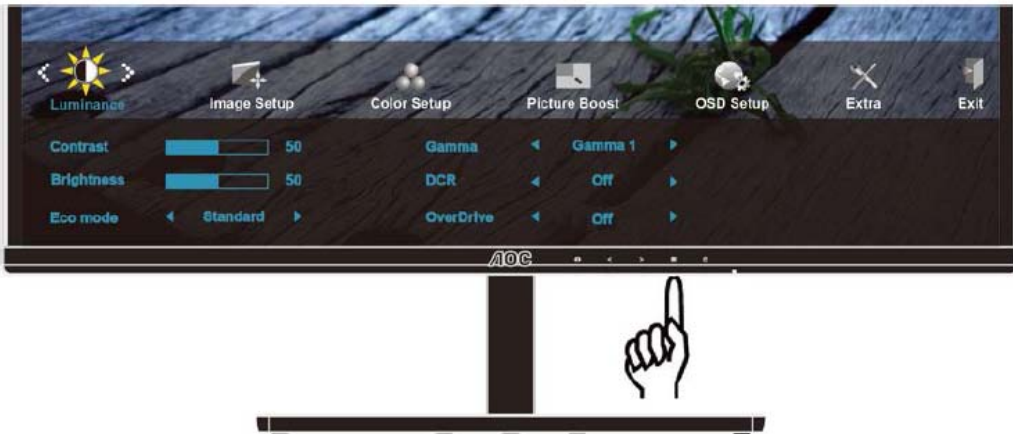 Luminance
Image Setup
Color Setup
Picture Boost
OSD Setup
Extra
Exit
Contrast 50 Gamma Gamma 1
Brightness 50 DCR Off
Eco mode Standard OverDrive Off
AOC